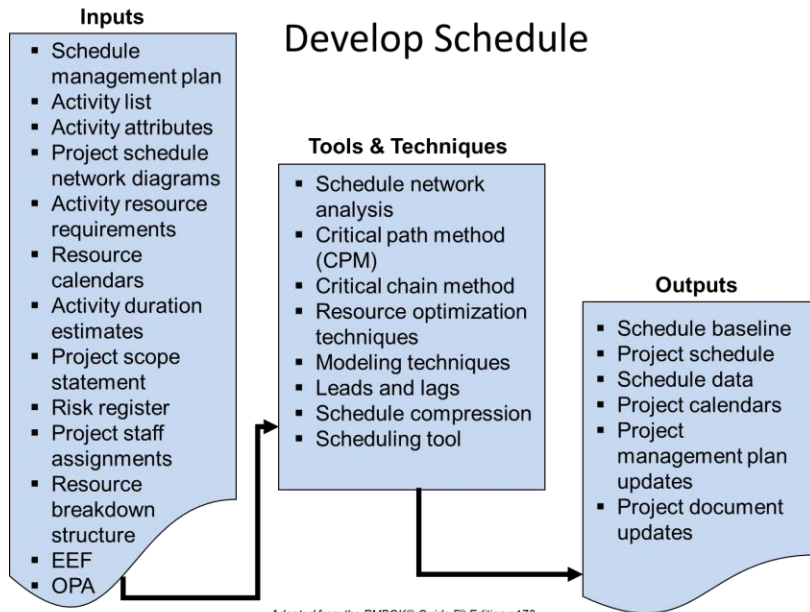 Inputs
Develop Schedule
▪ Schedule
management plan
▪ Activity list
▪ Activity attributes
▪ Project schedule
network diagrams
▪ Activity resource
requirements
▪ Resource
calendars
▪ Activity duration
estimates
▪ Project scope
statement
▪ Risk register
▪ Project staff
assignments
▪ Resource
breakdown
structure
▪ EEF
▪ OPA
Tools & Techniques
▪ Schedule network
analysis
▪ Critical path method
(CPM)
▪ Critical chain method
▪ Resource optimization
techniques
▪ Modeling techniques
▪ Leads and lags
▪ Schedule compression
▪ Scheduling tool
Outputs
▪ Schedule baseline
▪ Project schedule
▪ Schedule data
▪ Project calendars
▪ Project
management plan
updates
▪ Project document
updates